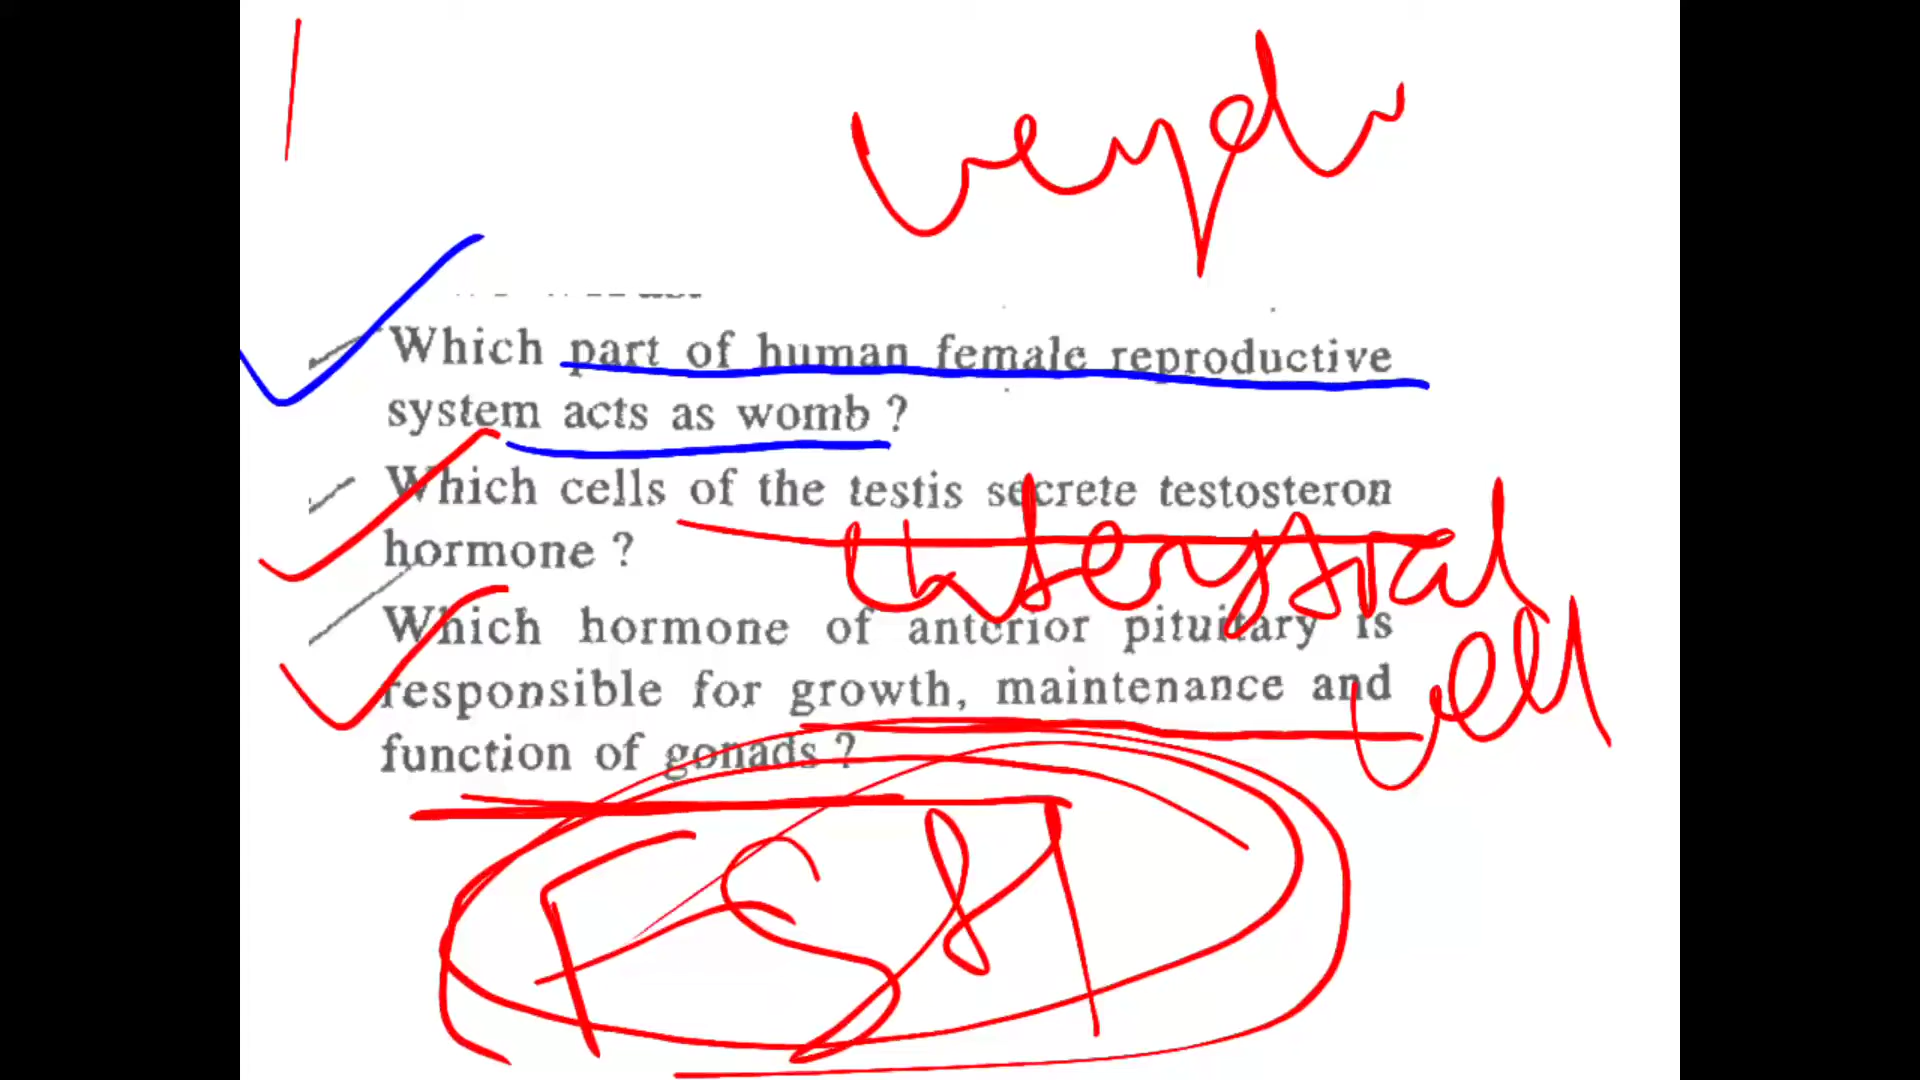 Which part of human female reproductive
system acts as womb ?
Which cells of the testis secrete testosteron
hormone ?
Which hormone of anterior pituitary is
responsible for growth, maintenance and
function of gonads ?
FSH